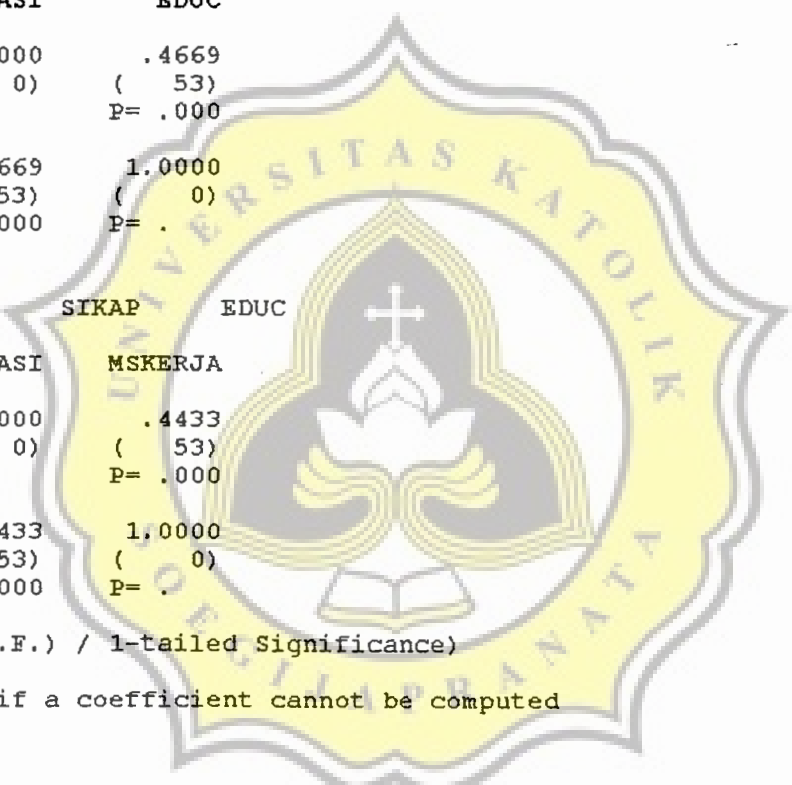 EDUC
000 .4669
0) ( 53)
P= .000
669 1.0000
53) ( 0)
000 P= .
SIKAP EDUC
ASI MSKERJA
000 .4433
0) ( 53)
P= .000
433 1.0000
53) ( 0)
000 P= .
.F.) / 1-tailed Significance)
if a coefficient cannot be computed
UNIVERSITAS KATOLIK
SOEGIJAPRANATA